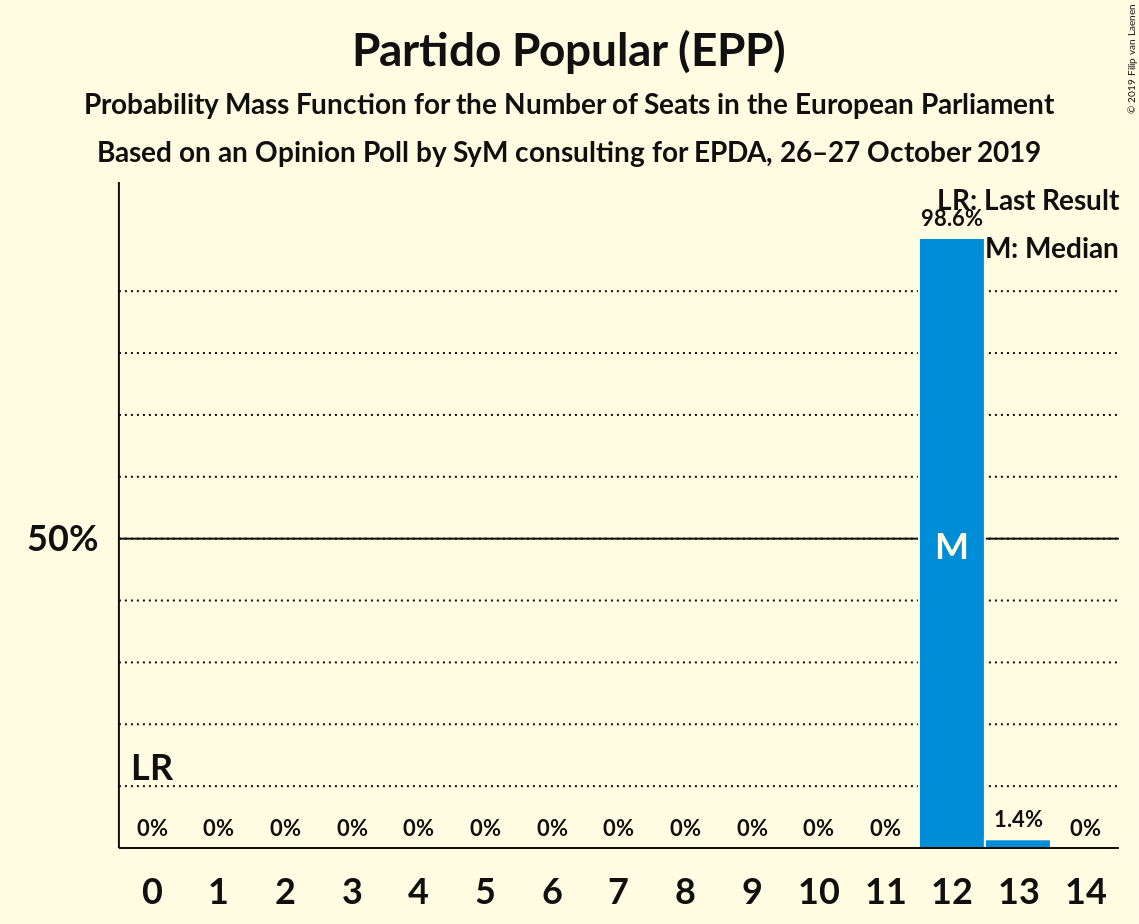 Partido Popular (EPP)
Probability Mass Function for the Number of Seats in the European Parliament
Based on an Opinion Poll by SyM consulting for EPDA, 26–27 October 2019
© 2019 Filip van Laenen
LR: Last Result
98.6%
M: Median
50%
M
LR
0% 0% 0% 0% 0% 0% 0% 0% 0% 0% 0% 0% 1.4% 0%
0 1 2 3 4 5 6 7 8 9 10 11 12 13 14